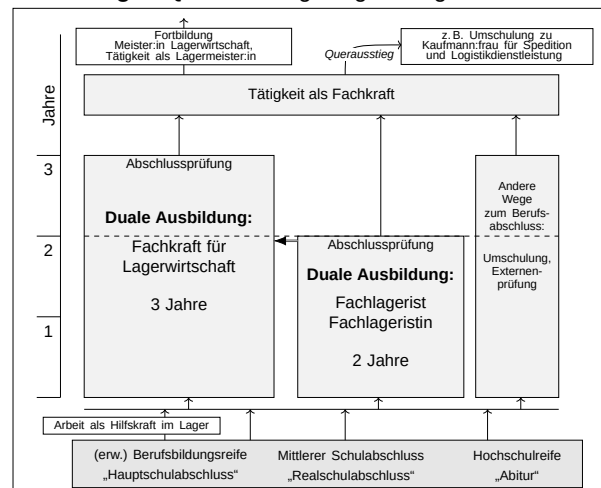 Fortbildung
Meister:in Lagerwirtschaft,
Tätigkeit als Lagermeister:in
Querausstieg
z. B. Umschulung zu
Kaufmann:frau für Spedition
und Logistikdienstleistung
Jahre
Tätigkeit als Fachkraft
3
Abschlussprüfung
Duale Ausbildung:
Fachkraft für
Lagerwirtschaft
3 Jahre
Andere
Wege
zum Berufs-
abschluss:
Umschulung,
Externen-
prüfung
2
Abschlussprüfung
Duale Ausbildung:
Fachlagerist
Fachlageristin
2 Jahre
1
Arbeit als Hilfskraft im Lager
(erw.) Berufsbildungsreife
„Hauptschulabschluss“
Mittlerer Schulabschluss
„Realschulabschluss“
Hochschulreife
„Abitur“